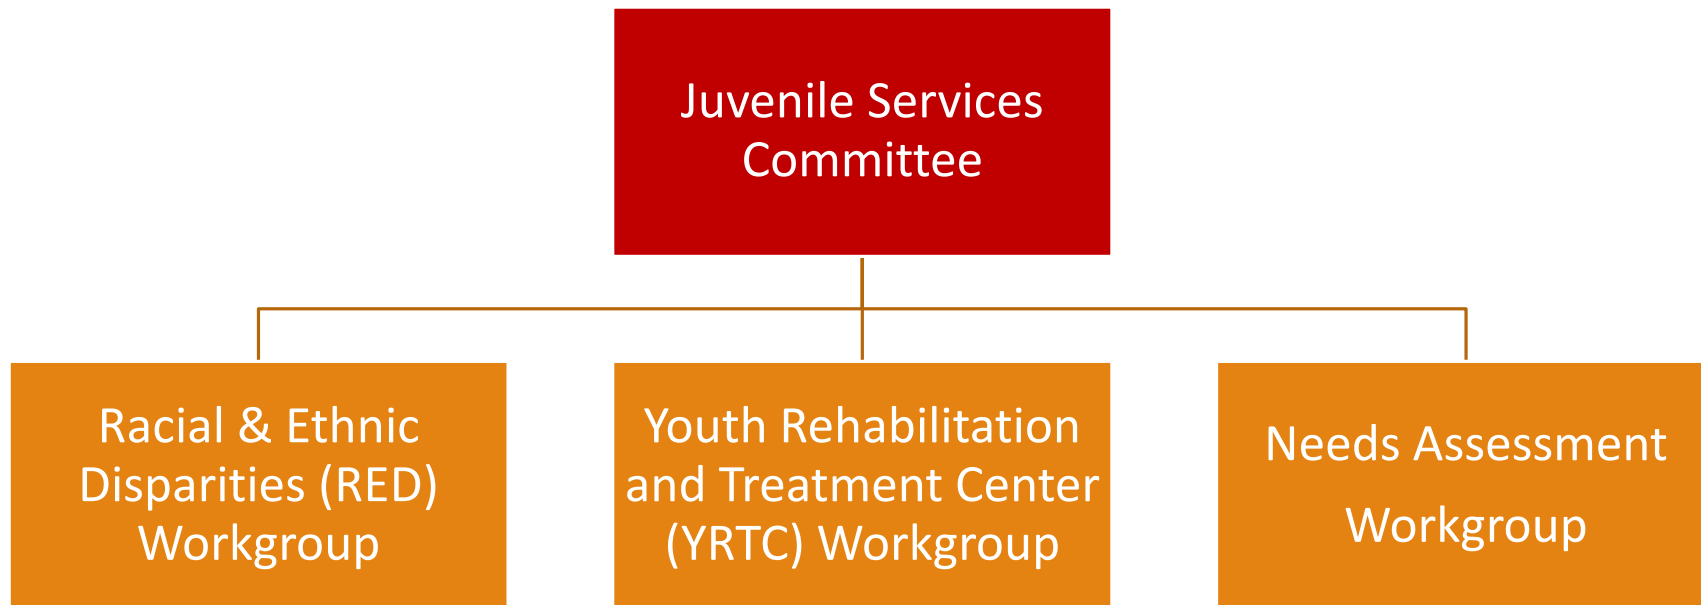 Juvenile Services
Committee
Racial & Ethnic
Disparities (RED)
Workgroup
Youth Rehabilitation
and Treatment Center
(YRTC) Workgroup
Needs Assessment
Workgroup